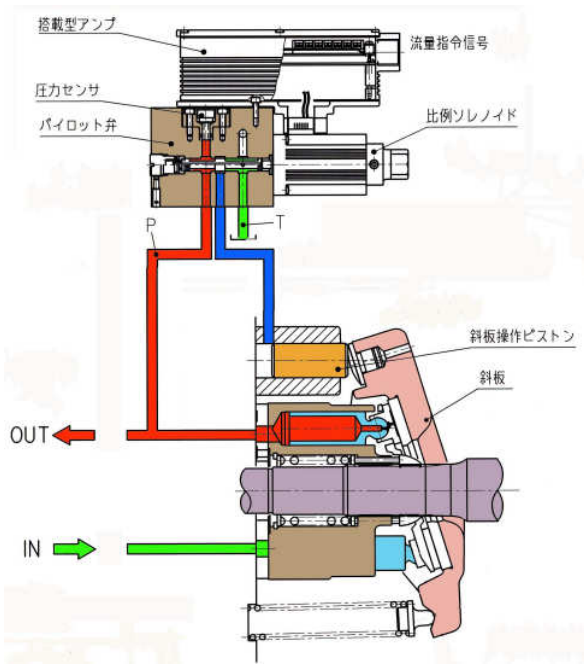 搭載型アンプ
流量指令信号
圧力センサ
比例ソレノイド
パイロット弁
P
T
斜板操作ピストン
斜板
OUT
IN